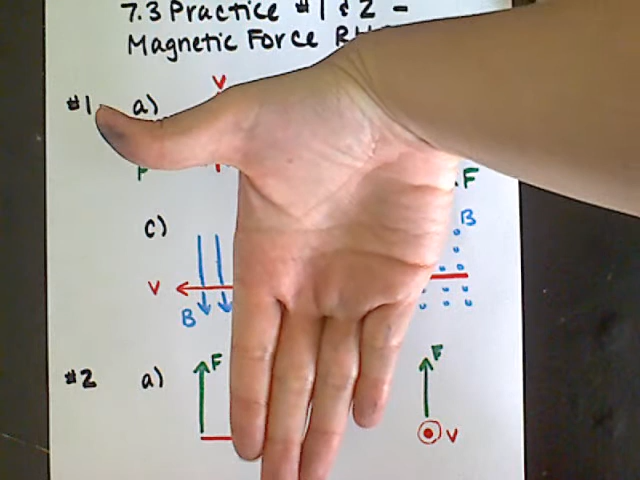 7.3 Practice #1 & 2 -
Magnetic Force
V
#1 a)
F
F
c)
B
V
B
#2 a)
F
F
V